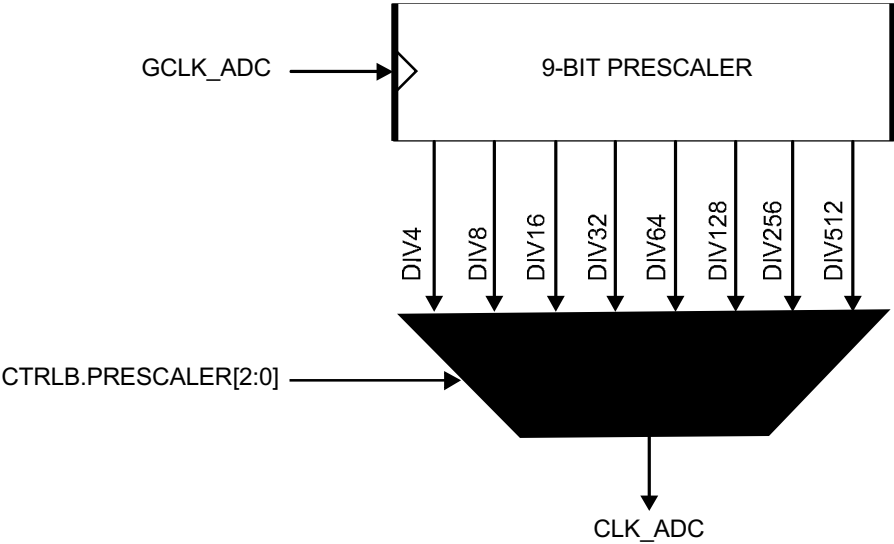 GCLK_ADC
9-BIT PRESCALER
DIV4
DIV8
DIV16
DIV32
DIV64
DIV128
DIV256
DIV512
CTRLB.PRESCALER[2:0]
CLK_ADC